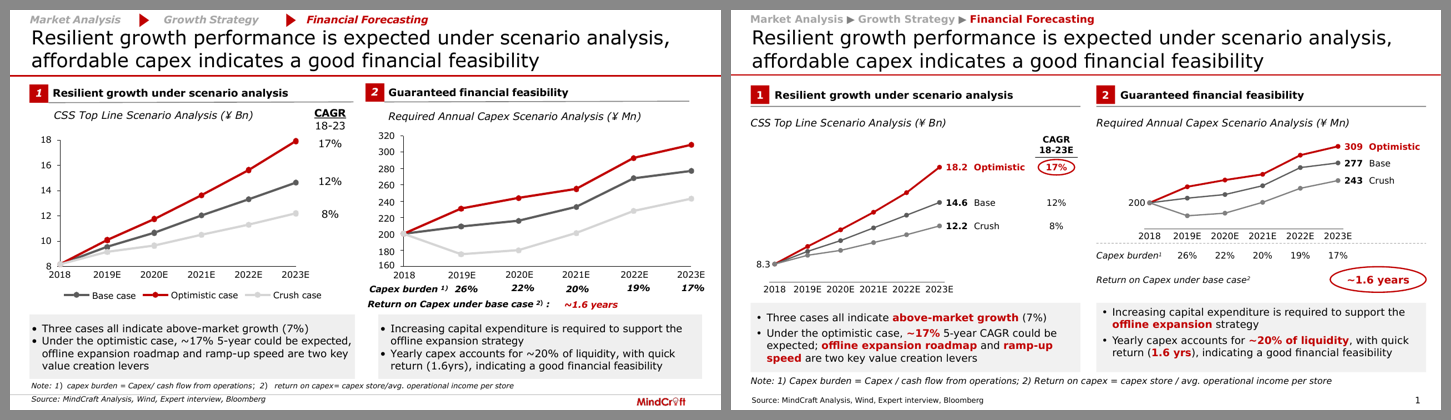 Market Analysis Growth Strategy Financial Forecasting
Resilient growth performance is expected under scenario analysis,
affordable capex indicates a good financial feasibility
1 Resilient growth under scenario analysis
CSS Top Line Scenario Analysis (¥ Bn)
CAGR
18-23
18
16
14
12
10
8
17%
12%
8%
2018 2019E 2020E 2021E 2022E 2023E
Base case Optimistic case Crush case
2 Guaranteed financial feasibility
Required Annual Capex Scenario Analysis (¥ Mn)
320
300
280
260
240
220
200
180
160
2018 2019E 2020E 2021E 2022E 2023E
Capex burden 1) 26% 22% 20% 19% 17%
Return on Capex under base case 2) : ~1.6 years
• Three cases all indicate above-market growth (7%)
• Under the optimistic case, ~17% 5-year could be expected,
offline expansion roadmap and ramp-up speed are two key
value creation levers
• Increasing capital expenditure is required to support the
offline expansion strategy
• Yearly capex accounts for ~20% of liquidity, with quick
return (1.6yrs), indicating a good financial feasibility
Note: 1) capex burden = Capex/ cash flow from operations; 2) return on capex= capex store/avg. operational income per store
Source: MindCraft Analysis, Wind, Expert interview, Bloomberg
MindCraft
Market Analysis ▶ Growth Strategy ▶ Financial Forecasting
Resilient growth performance is expected under scenario analysis,
affordable capex indicates a good financial feasibility
1 Resilient growth under scenario analysis
CSS Top Line Scenario Analysis (¥ Bn)
CAGR
18-23E
18.2 Optimistic 17%
14.6 Base 12%
12.2 Crush 8%
8.3
2018 2019E 2020E 2021E 2022E 2023E
2 Guaranteed financial feasibility
Required Annual Capex Scenario Analysis (¥ Mn)
309 Optimistic
277 Base
243 Crush
200
2018 2019E 2020E 2021E 2022E 2023E
Capex burden¹ 26% 22% 20% 19% 17%
Return on Capex under base case² ~1.6 years
• Three cases all indicate above-market growth (7%)
• Under the optimistic case, ~17% 5-year CAGR could be
expected; offline expansion roadmap and ramp-up
speed are two key value creation levers
• Increasing capital expenditure is required to support the
offline expansion strategy
• Yearly capex accounts for ~20% of liquidity, with quick
return (1.6 yrs), indicating a good financial feasibility
Note: 1) Capex burden = Capex / cash flow from operations; 2) Return on capex = capex store / avg. operational income per store
Source: MindCraft Analysis, Wind, Expert interview, Bloomberg
1